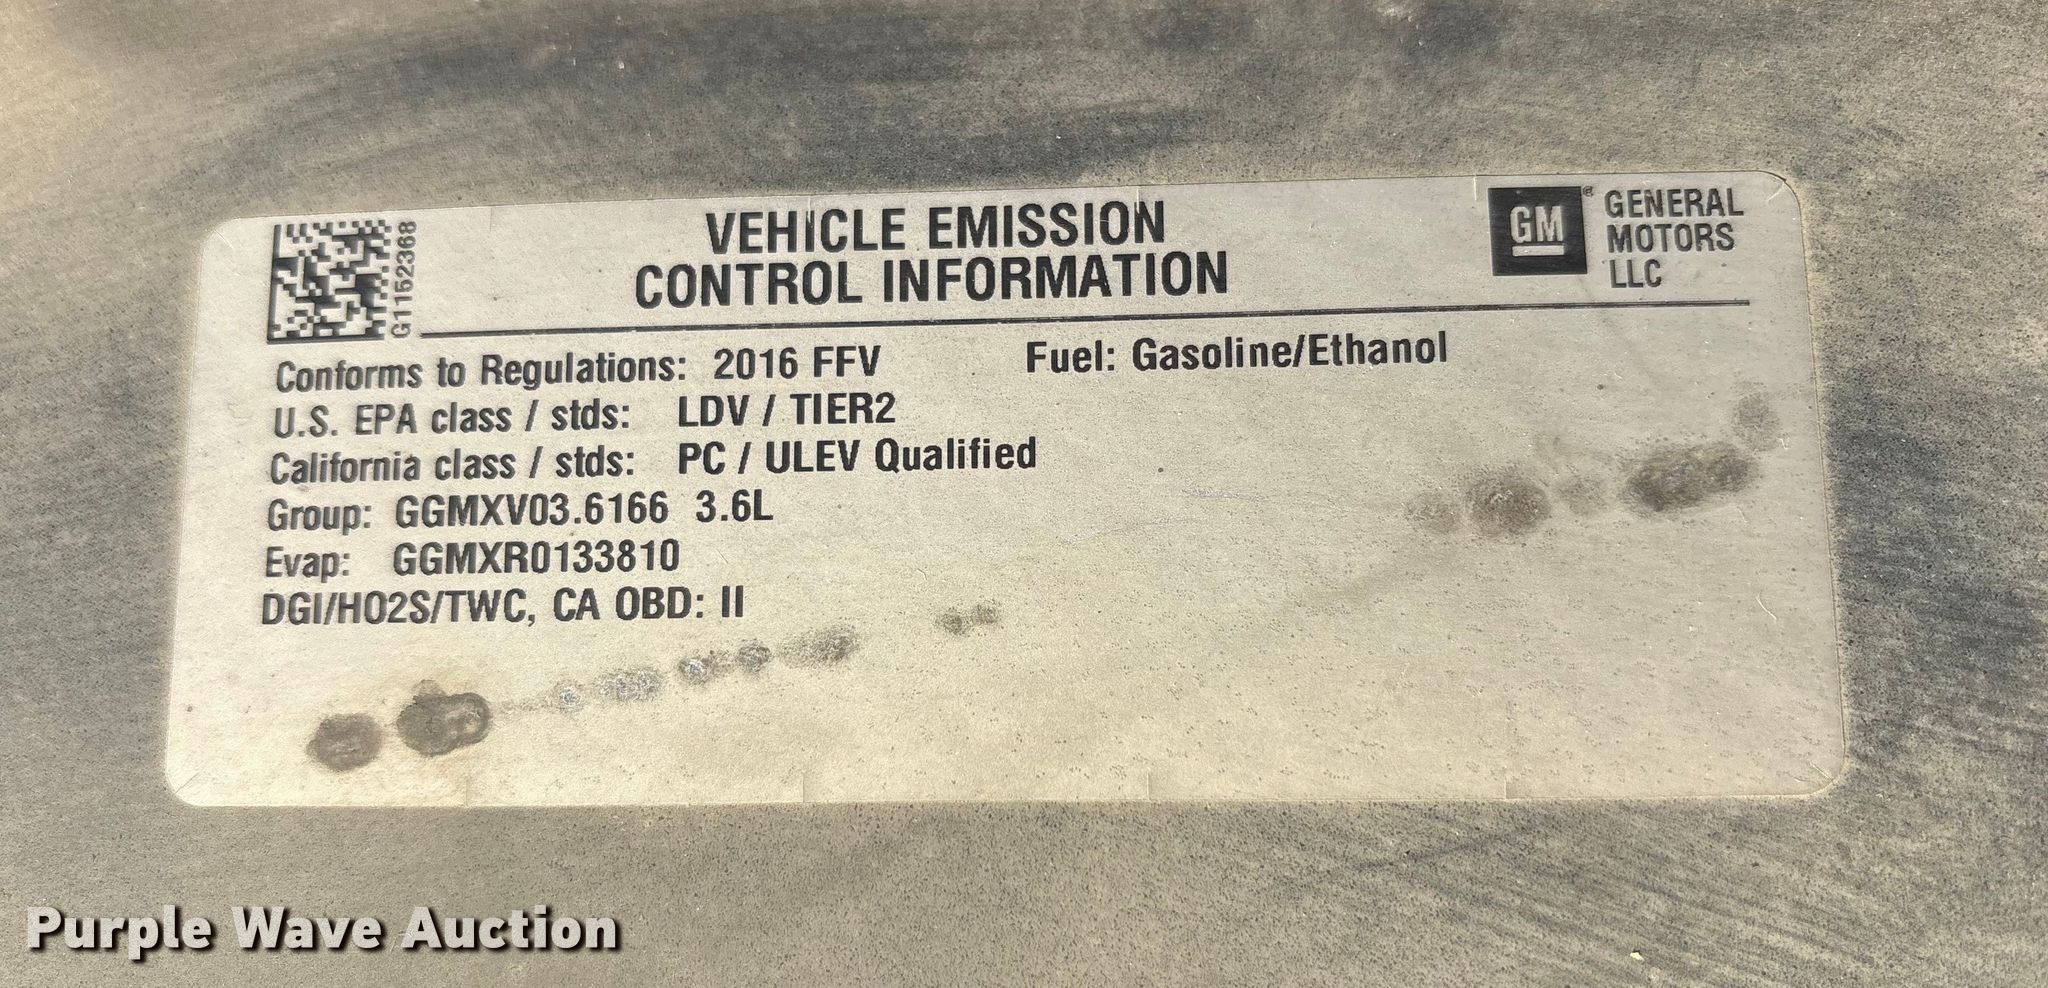 G1152368
VEHICLE EMISSION
CONTROL INFORMATION
GM®
GENERAL
MOTORS
LLC
Conforms to Regulations: 2016 FFV Fuel: Gasoline/Ethanol
U.S. EPA class / stds: LDV / TIER2
California class / stds: PC / ULEV Qualified
Group: GGMXV03.6166 3.6L
Evap: GGMXR0133810
DGI/HO2S/TWC, CA OBD: II
Purple Wave Auction